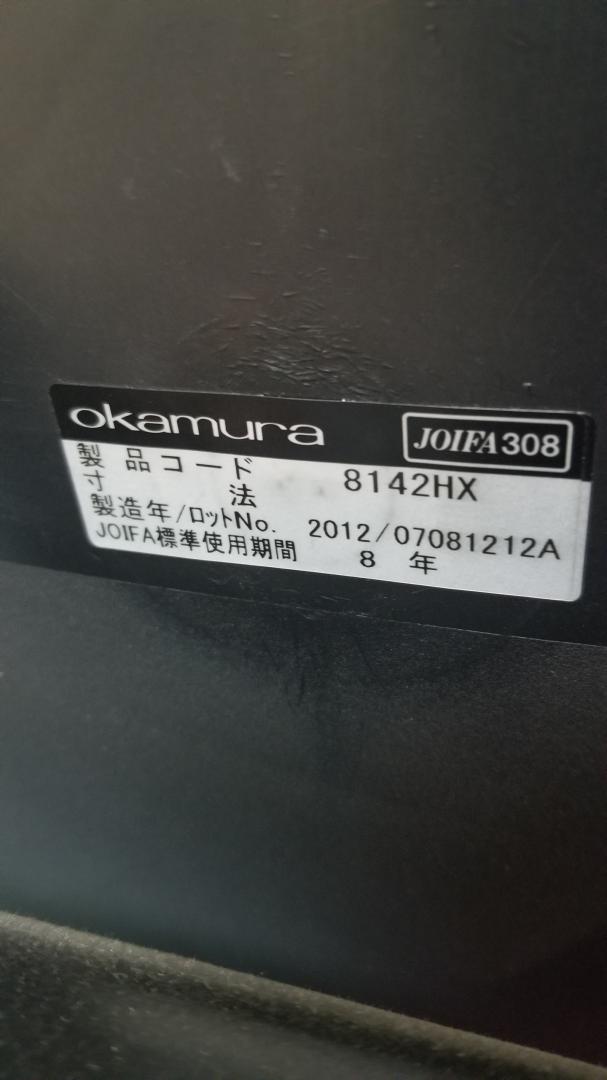 okamura JOIFA308
製品コード 8142HX
寸法
製造年/ロットNo. 2012/07081212A
JOIFA標準使用期間 8 年